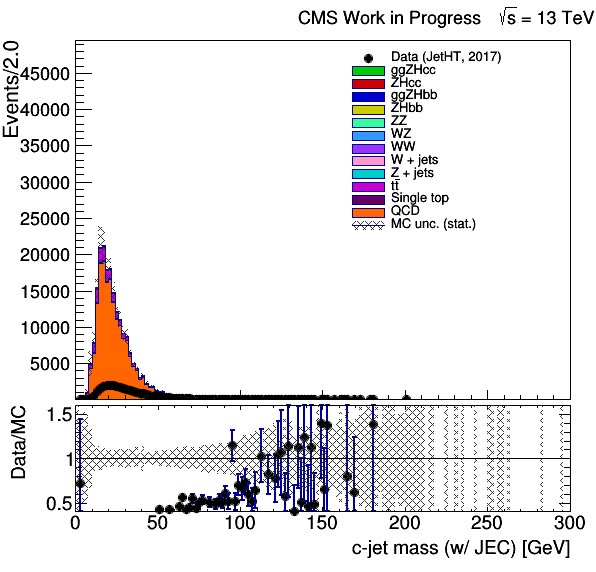 CMS Work in Progress √s = 13 TeV
Events/2.0
45000
40000
35000
30000
25000
20000
15000
10000
5000
Data (JetHT, 2017)
ggZHcc
ZHcc
ggZHbb
ZHbb
ZZ
WZ
WW
W + jets
Z + jets
tt̄
Single top
QCD
MC unc. (stat.)
Data/MC
1.5
1
0.5
0 50 100 150 200 250 300
c-jet mass (w/ JEC) [GeV]